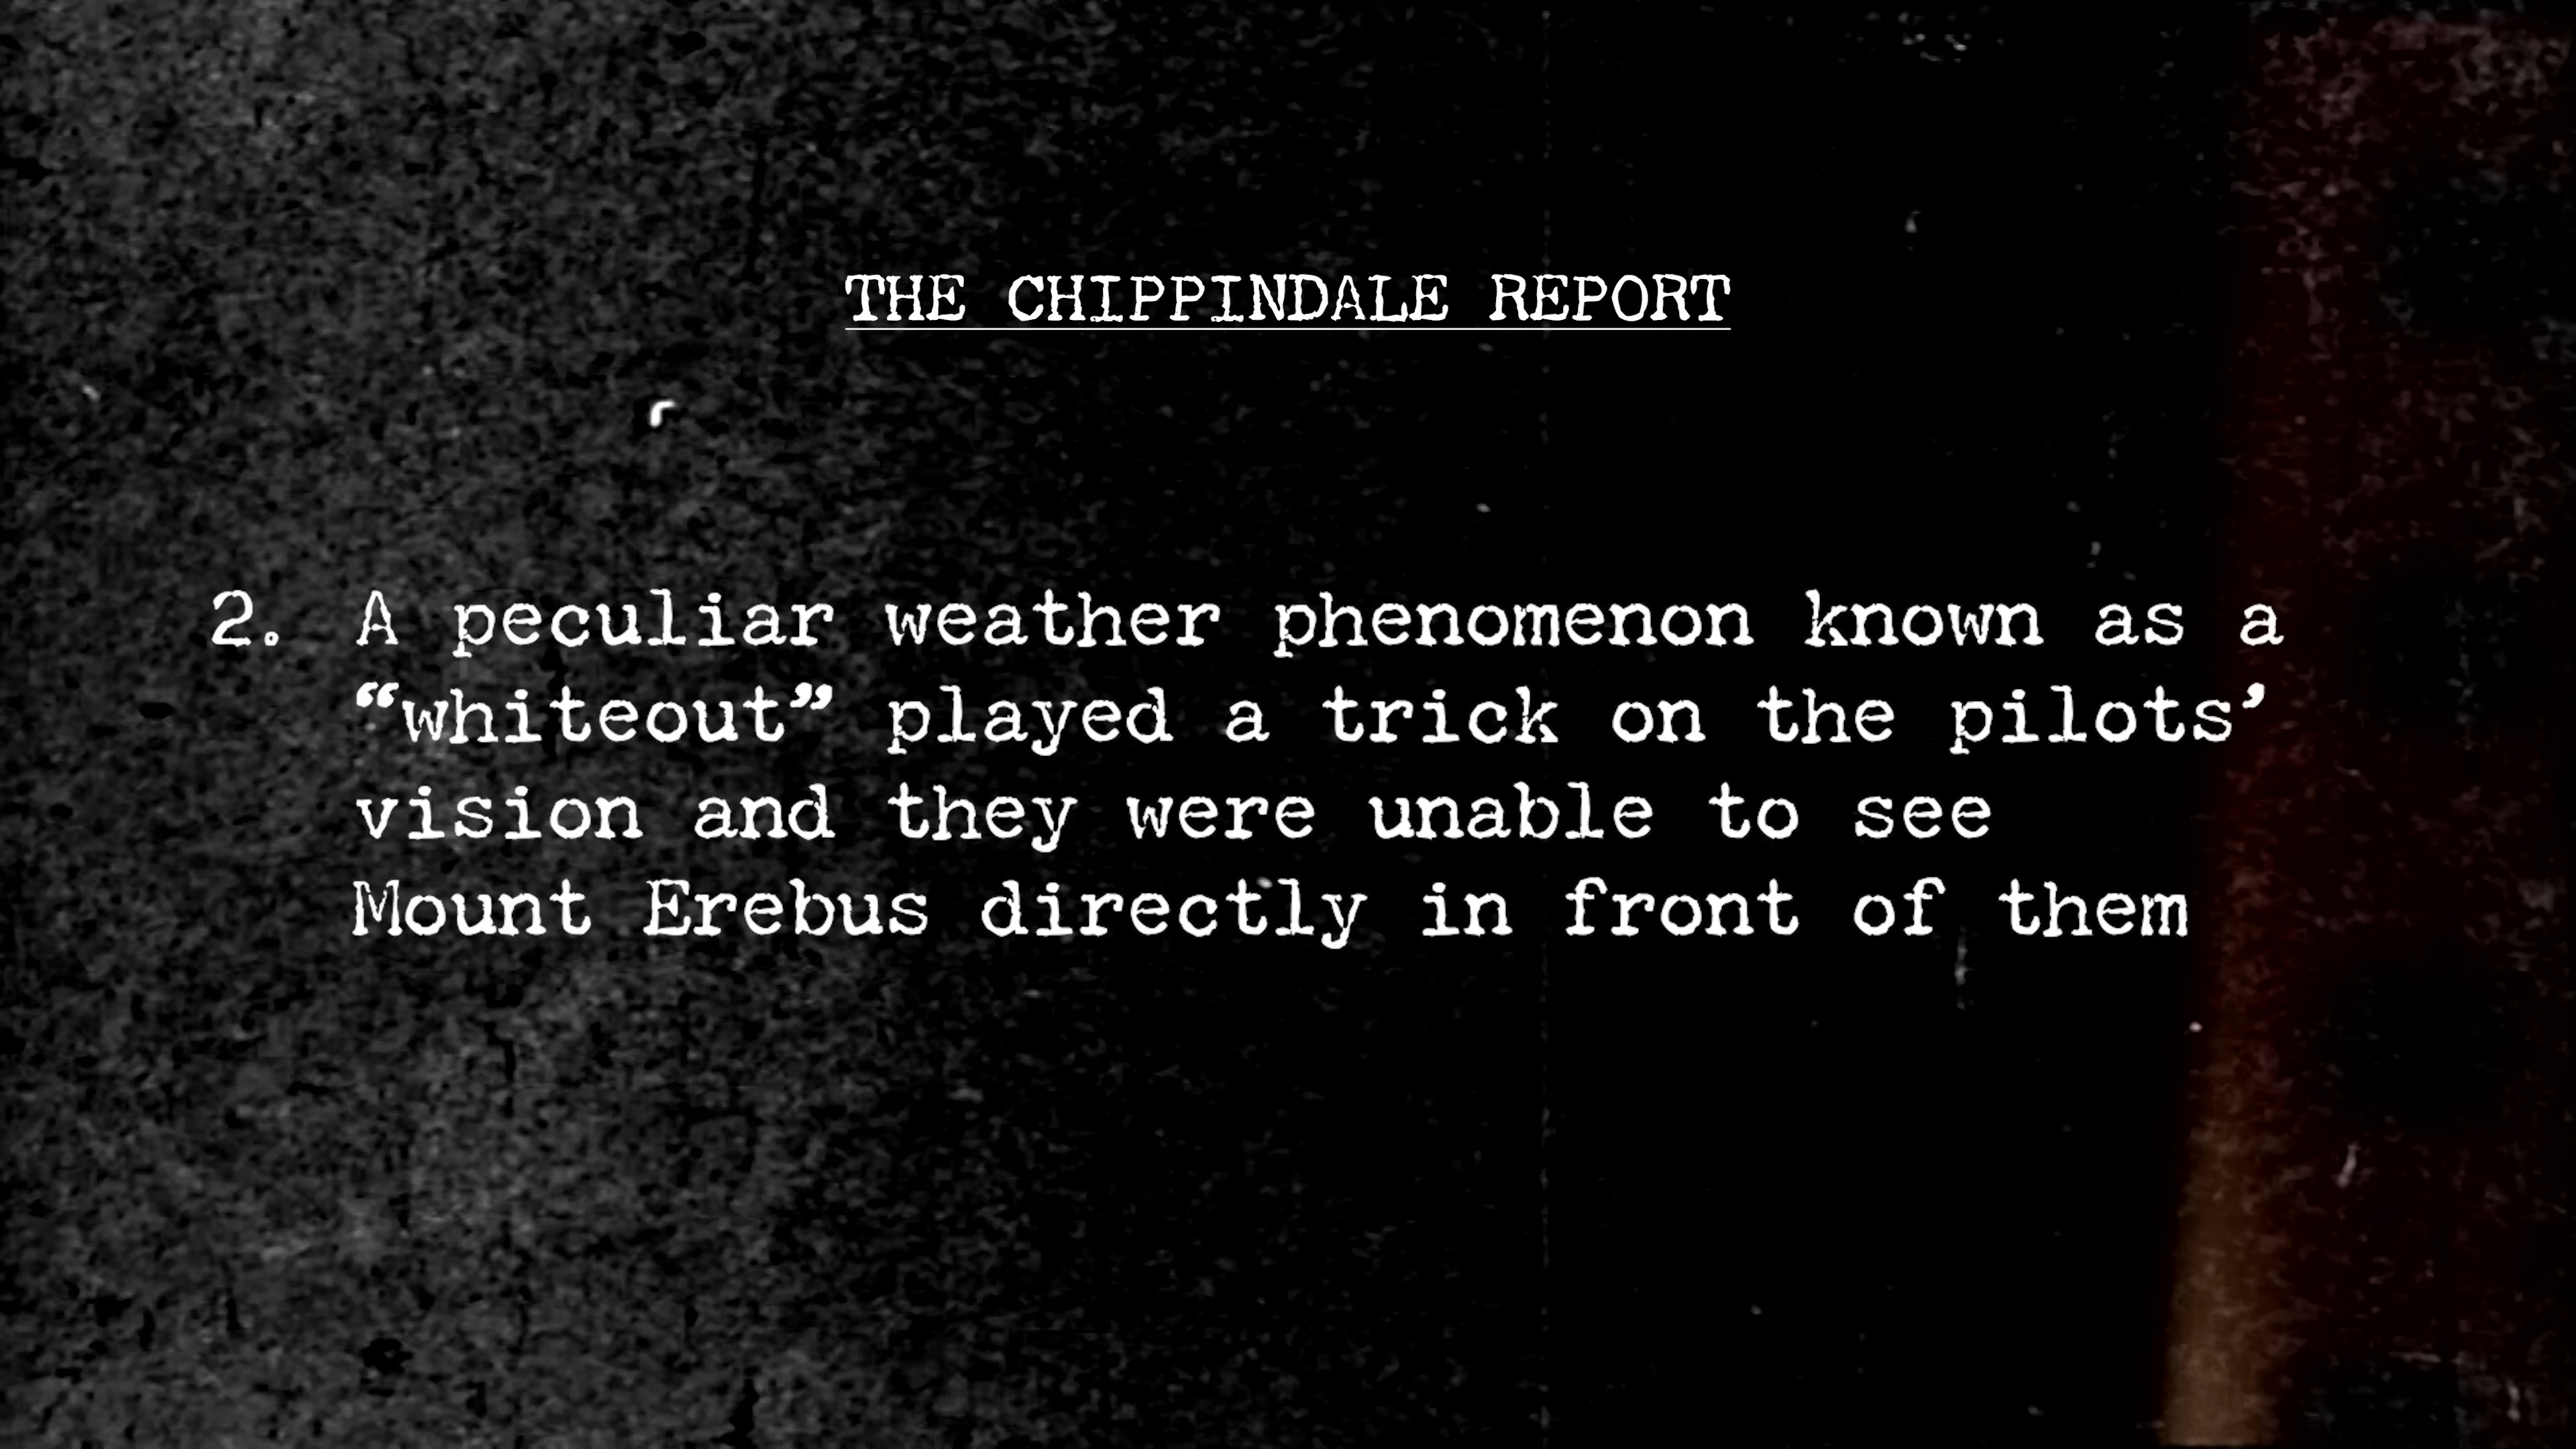 THE CHIPPINDALE REPORT
2. A peculiar weather phenomenon known as a
“whiteout” played a trick on the pilots’
vision and they were unable to see
Mount Erebus directly in front of them